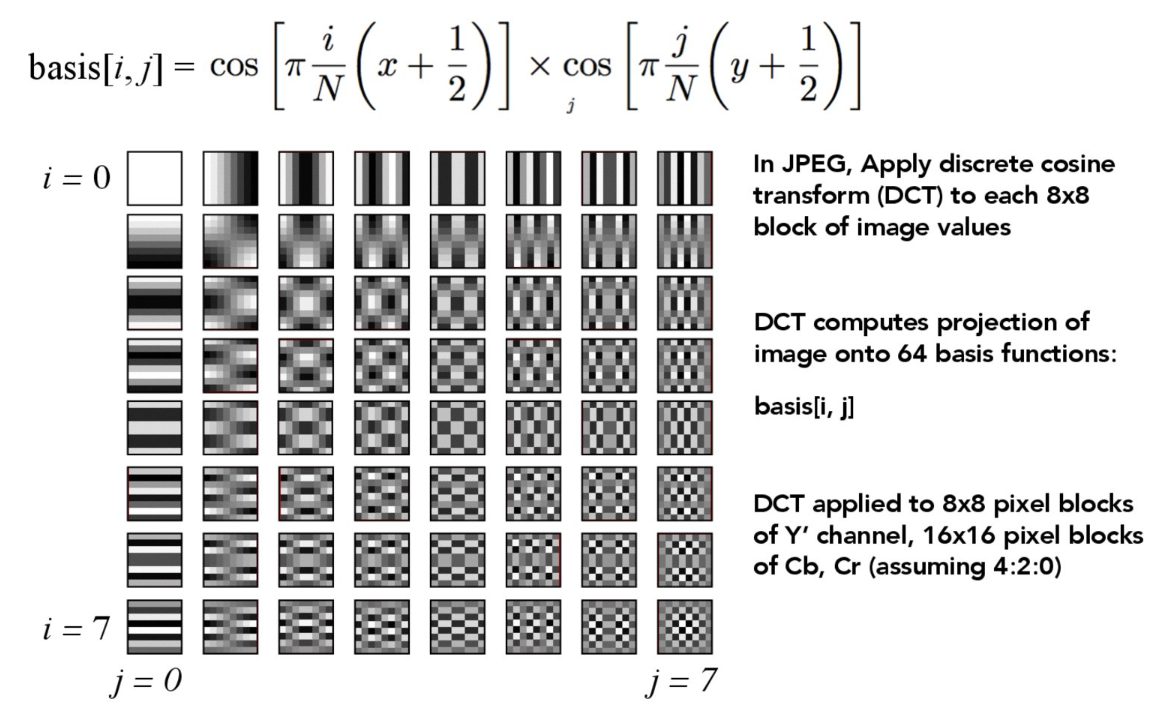 basis[i, j] = cos [π i/N (x + 1/2)] × cos [π j/N (y + 1/2)]
j
i = 0
In JPEG, Apply discrete cosine
transform (DCT) to each 8x8
block of image values
DCT computes projection of
image onto 64 basis functions:
basis[i, j]
DCT applied to 8x8 pixel blocks
of Y’ channel, 16x16 pixel blocks
of Cb, Cr (assuming 4:2:0)
i = 7
j = 0
j = 7